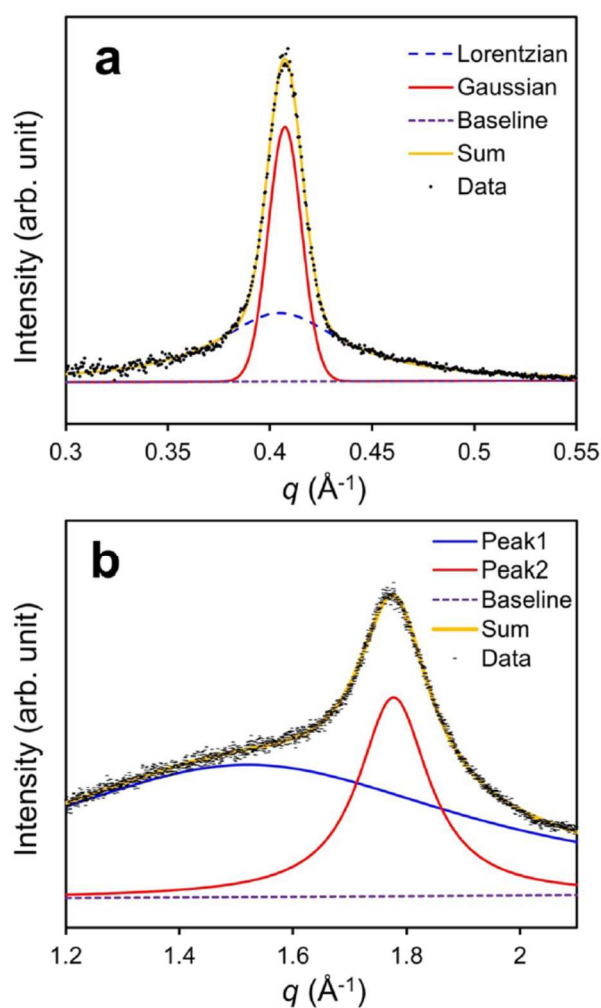 a
Lorentzian
Gaussian
Baseline
Sum
Data
Intensity (arb. unit)
0.3 0.35 0.4 0.45 0.5 0.55
q (Å⁻¹)
b
Peak1
Peak2
Baseline
Sum
Data
Intensity (arb. unit)
1.2 1.4 1.6 1.8 2
q (Å⁻¹)